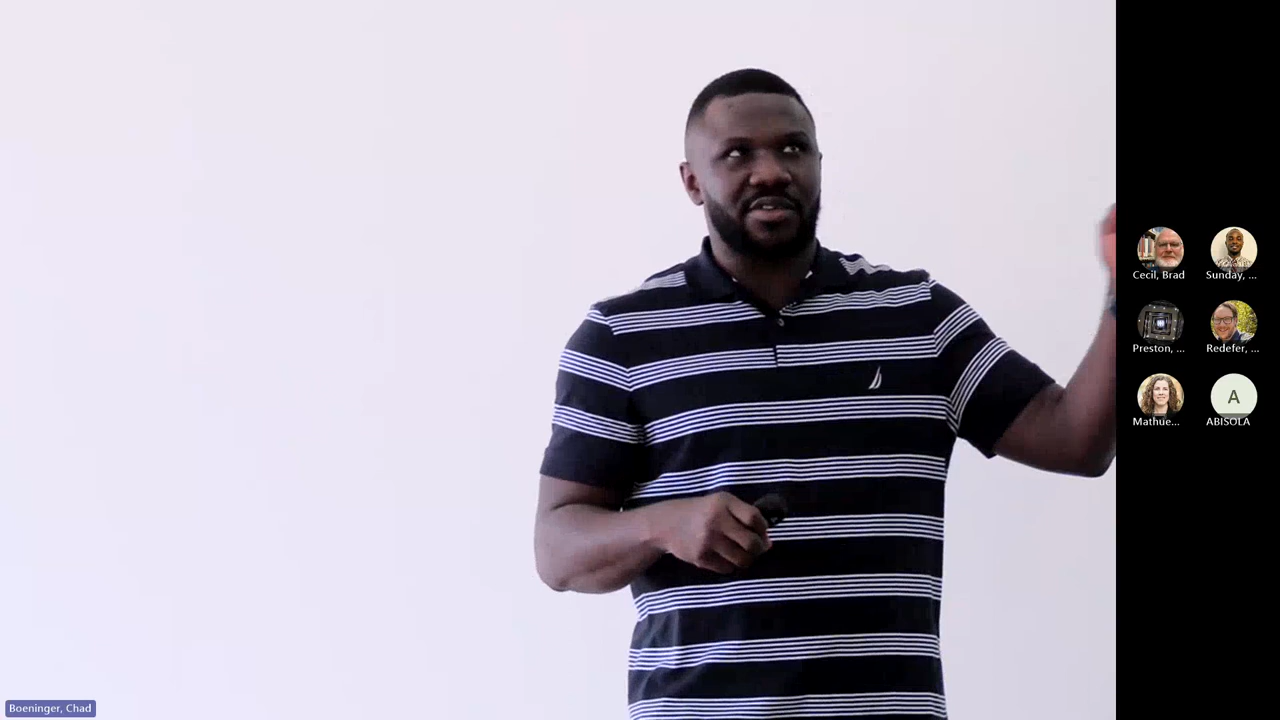 Cecil, Brad
Sunday, ...
Preston, ...
Redefer, ...
Mathue...
A
ABISOLA
Boeninger, Chad